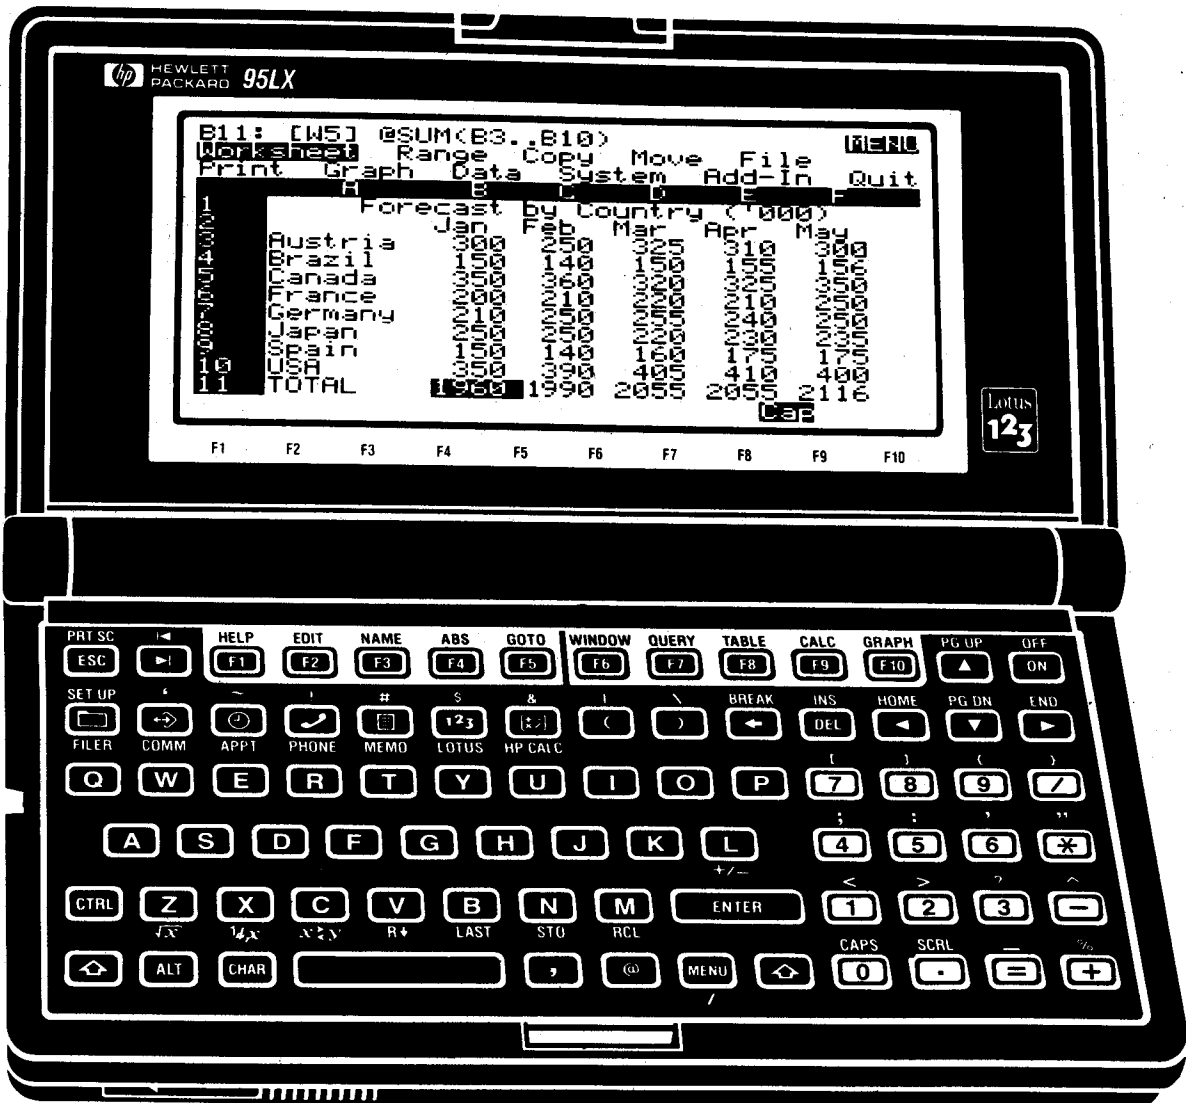 hp HEWLETT PACKARD 95LX
B11: [W5] @SUM(B3..B10) MENU
Worksheet Range Copy Move File
Print Graph Data System Add-In Quit
A B C D E F
1 Forecast by Country ('000)
2 Jan Feb Mar Apr May
3 Austria 300 250 325 310 300
4 Brazil 150 140 150 155 156
5 Canada 350 360 320 325 350
6 France 200 210 220 210 250
7 Germany 210 250 255 240 250
8 Japan 250 250 220 230 235
9 Spain 150 140 160 175 175
10 USA 350 390 405 410 400
11 TOTAL 1960 1990 2055 2055 2116
Cap
Lotus
123
F1 F2 F3 F4 F5 F6 F7 F8 F9 F10
PRT SC HELP EDIT NAME ABS GOTO WINDOW QUERY TABLE CALC GRAPH PG UP OFF
ESC F1 F2 F3 F4 F5 F6 F7 F8 F9 F10 ON
SET UP ‘ ~ ' # $ & | \ BREAK INS HOME PG DN END
123 ( ) DEL
FILER COMM APPT PHONE MEMO LOTUS HP CALC [ ] { }
Q W E R T Y U I O P 7 8 9 /
; : , "
A S D F G H J K L 4 5 6 *
+/− < > ? ^
CTRL Z X C V B N M ENTER 1 2 3 −
√x 1/x x≷y R↓ LAST STO RCL CAPS SCRL _ %
ALT CHAR , @ MENU 0 . = +
/